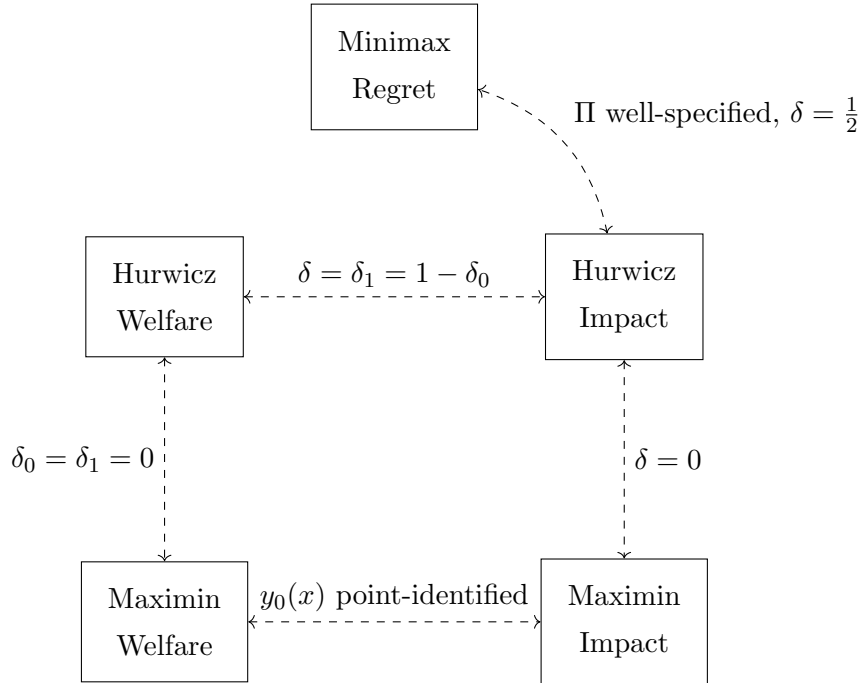 Minimax
Regret
Π well-specified, δ = 1/2
Hurwicz
Welfare
δ = δ₁ = 1 − δ₀
Hurwicz
Impact
δ₀ = δ₁ = 0
δ = 0
Maximin
Welfare
y₀(x) point-identified
Maximin
Impact